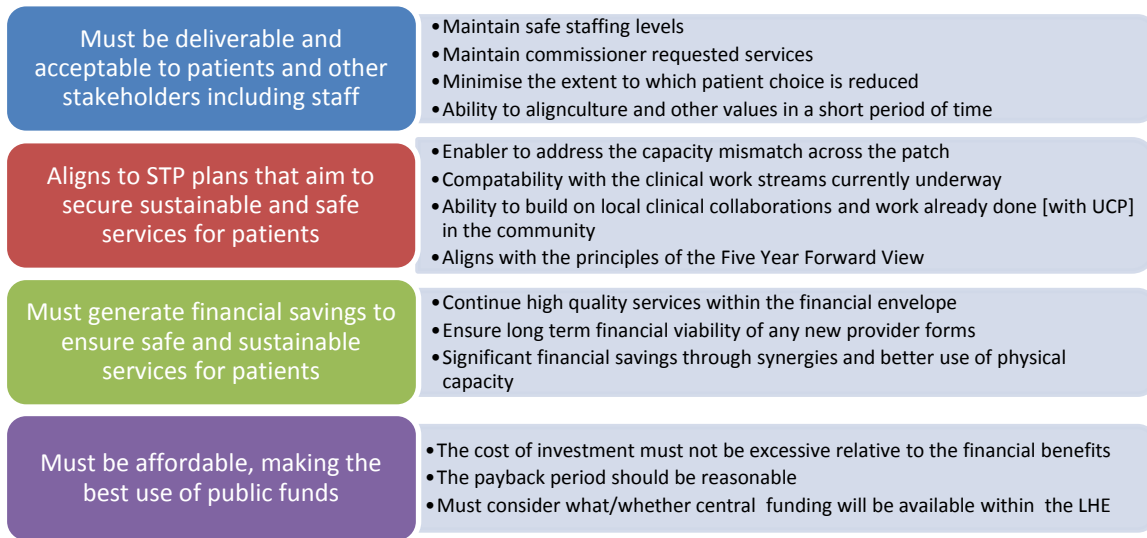 Must be deliverable and
acceptable to patients and other
stakeholders including staff
•Maintain safe staffing levels
•Maintain commissioner requested services
•Minimise the extent to which patient choice is reduced
•Ability to alignculture and other values in a short period of time
Aligns to STP plans that aim to
secure sustainable and safe
services for patients
•Enabler to address the capacity mismatch across the patch
•Compatability with the clinical work streams currently underway
•Ability to build on local clinical collaborations and work already done [with UCP]
in the community
•Aligns with the principles of the Five Year Forward View
Must generate financial savings to
ensure safe and sustainable
services for patients
•Continue high quality services within the financial envelope
•Ensure long term financial viability of any new provider forms
•Significant financial savings through synergies and better use of physical
capacity
Must be affordable, making the
best use of public funds
•The cost of investment must not be excessive relative to the financial benefits
•The payback period should be reasonable
•Must consider what/whether central funding will be available within the LHE